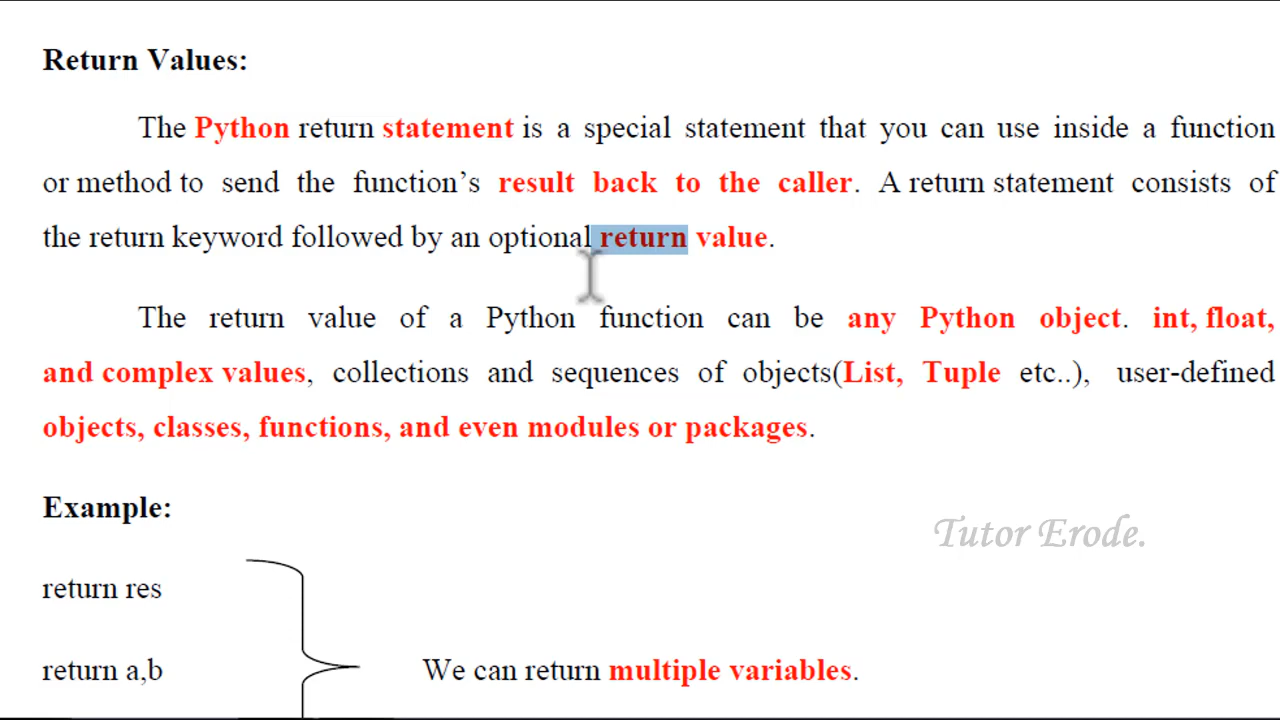 Return Values:
The Python return statement is a special statement that you can use inside a function
or method to send the function’s result back to the caller. A return statement consists of
the return keyword followed by an optional return value.
The return value of a Python function can be any Python object. int, float,
and complex values, collections and sequences of objects(List, Tuple etc..), user-defined
objects, classes, functions, and even modules or packages.
Example:
Tutor Erode.
return res
return a,b
We can return multiple variables.